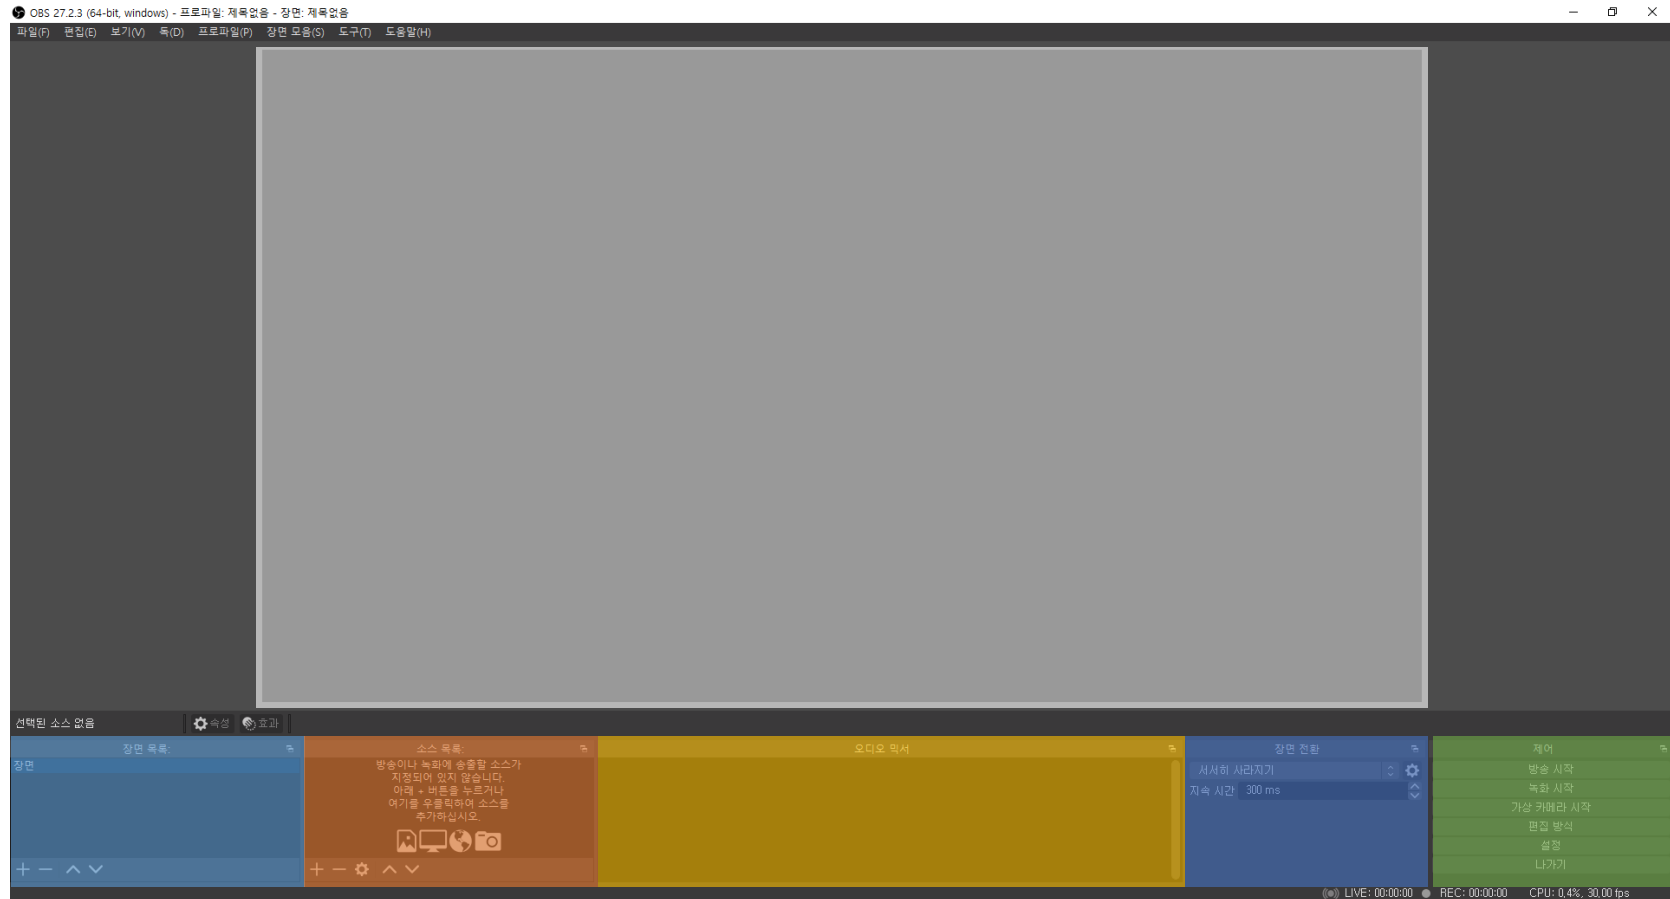 OBS 27.2.3 (64-bit, windows) - 프로파일: 제목없음 - 장면: 제목없음
파일(F) 편집(E) 보기(V) 독(D) 프로파일(P) 장면 모음(S) 도구(T) 도움말(H)
선택된 소스 없음 속성 효과
장면 목록:
장면
소스 목록:
방송이나 녹화에 송출할 소스가
지정되어 있지 않습니다.
아래 + 버튼을 누르거나
여기를 우클릭하여 소스를
추가하십시오.
오디오 믹서
장면 전환
서서히 사라지기
지속 시간 300 ms
제어
방송 시작
녹화 시작
가상 카메라 시작
편집 방식
설정
나가기
LIVE: 00:00:00 REC: 00:00:00 CPU: 0.4%, 30.00 fps